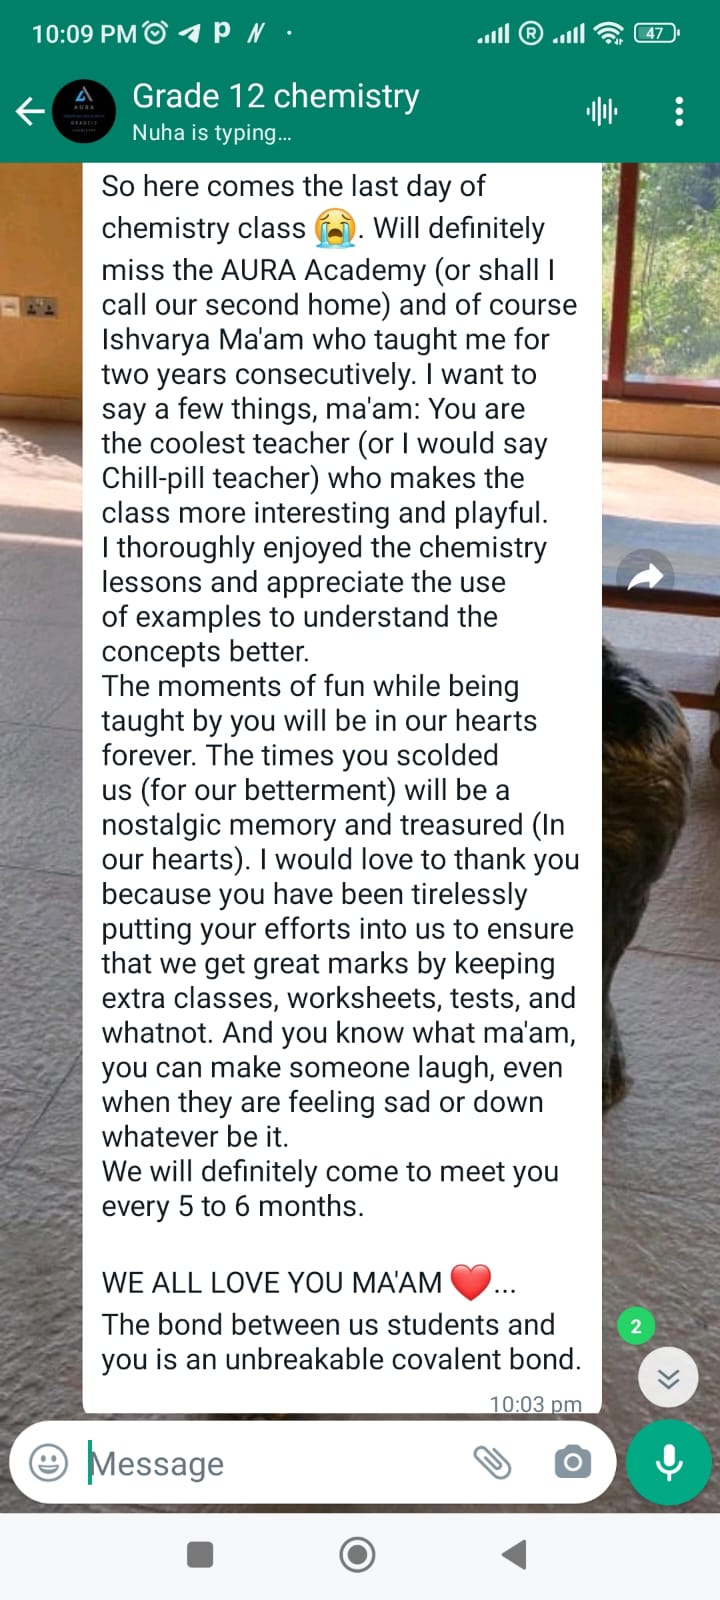 10:09 PM
47
Grade 12 chemistry
Nuha is typing...
AURA
So here comes the last day of
chemistry class 😭. Will definitely
miss the AURA Academy (or shall I
call our second home) and of course
Ishvarya Ma'am who taught me for
two years consecutively. I want to
say a few things, ma'am: You are
the coolest teacher (or I would say
Chill-pill teacher) who makes the
class more interesting and playful.
I thoroughly enjoyed the chemistry
lessons and appreciate the use
of examples to understand the
concepts better.
The moments of fun while being
taught by you will be in our hearts
forever. The times you scolded
us (for our betterment) will be a
nostalgic memory and treasured (In
our hearts). I would love to thank you
because you have been tirelessly
putting your efforts into us to ensure
that we get great marks by keeping
extra classes, worksheets, tests, and
whatnot. And you know what ma'am,
you can make someone laugh, even
when they are feeling sad or down
whatever be it.
We will definitely come to meet you
every 5 to 6 months.
WE ALL LOVE YOU MA'AM ❤️...
The bond between us students and
you is an unbreakable covalent bond.
10:03 pm
2
Message